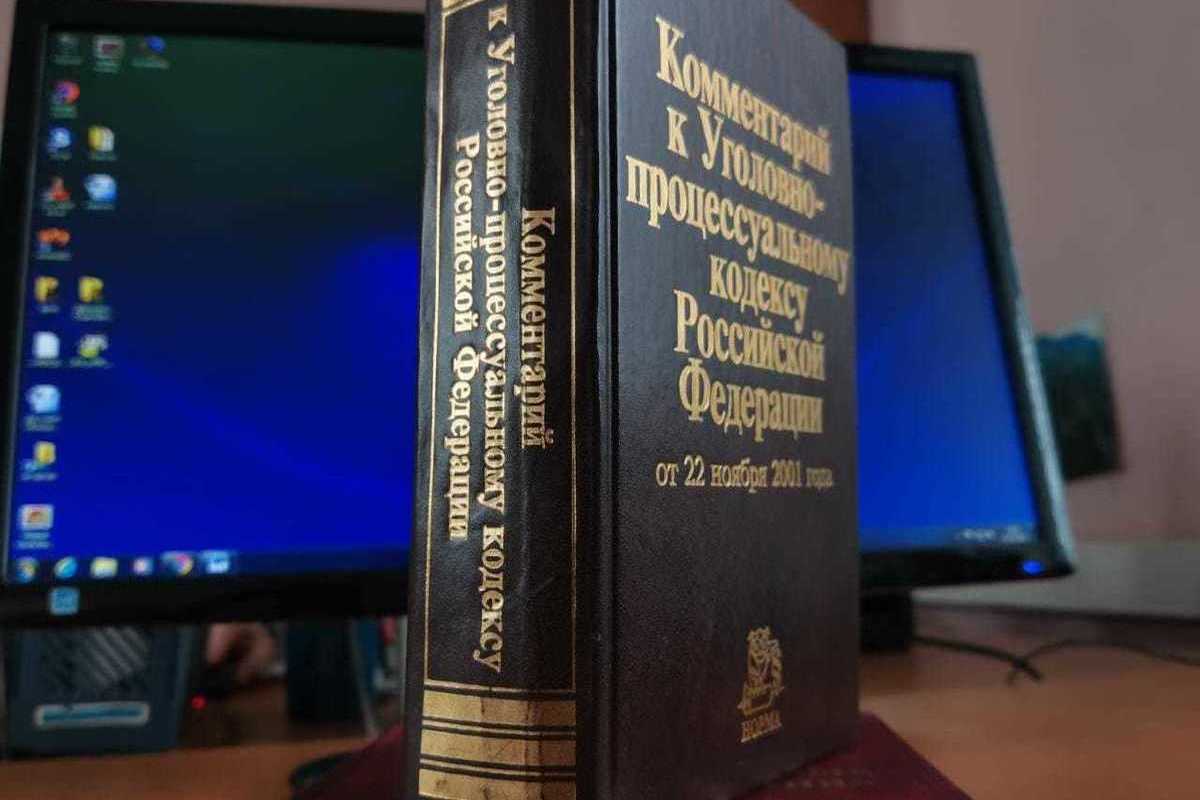 Комментарий
к Уголовно-процессуальному кодексу
Российской Федерации
Комментарий
к Уголовно-
процессуальному
кодексу
Российской
Федерации
от 22 ноября 2001 года
НОРМА